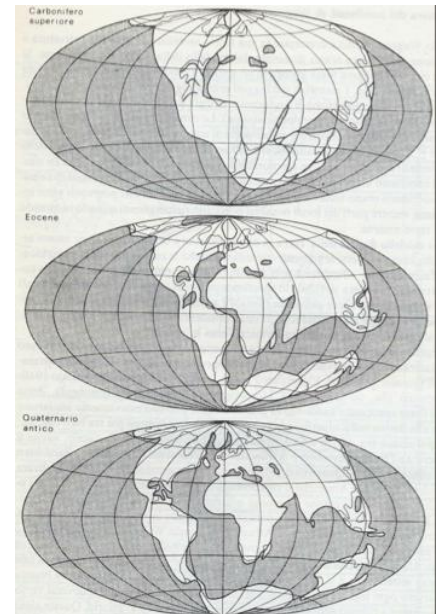 Carbonifero
superiore
Eocene
Quaternario
antico